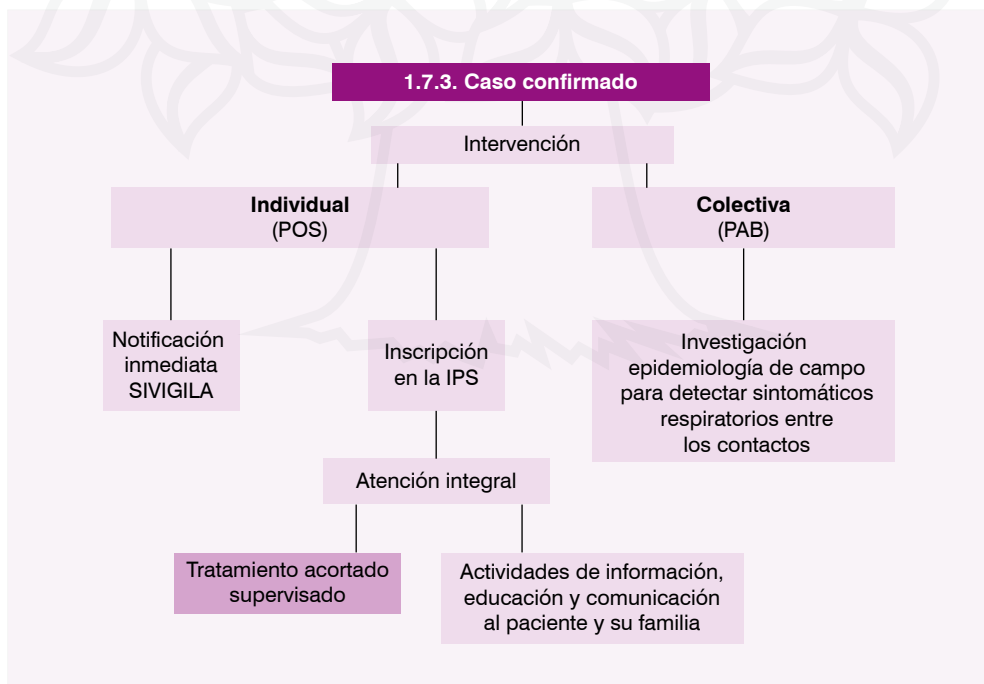 1.7.3. Caso confirmado
Intervención
Individual
(POS)
Colectiva
(PAB)
Notificación
inmediata
SIVIGILA
Inscripción
en la IPS
Investigación
epidemiología de campo
para detectar sintomáticos
respiratorios entre
los contactos
Atención integral
Tratamiento acortado
supervisado
Actividades de información,
educación y comunicación
al paciente y su familia